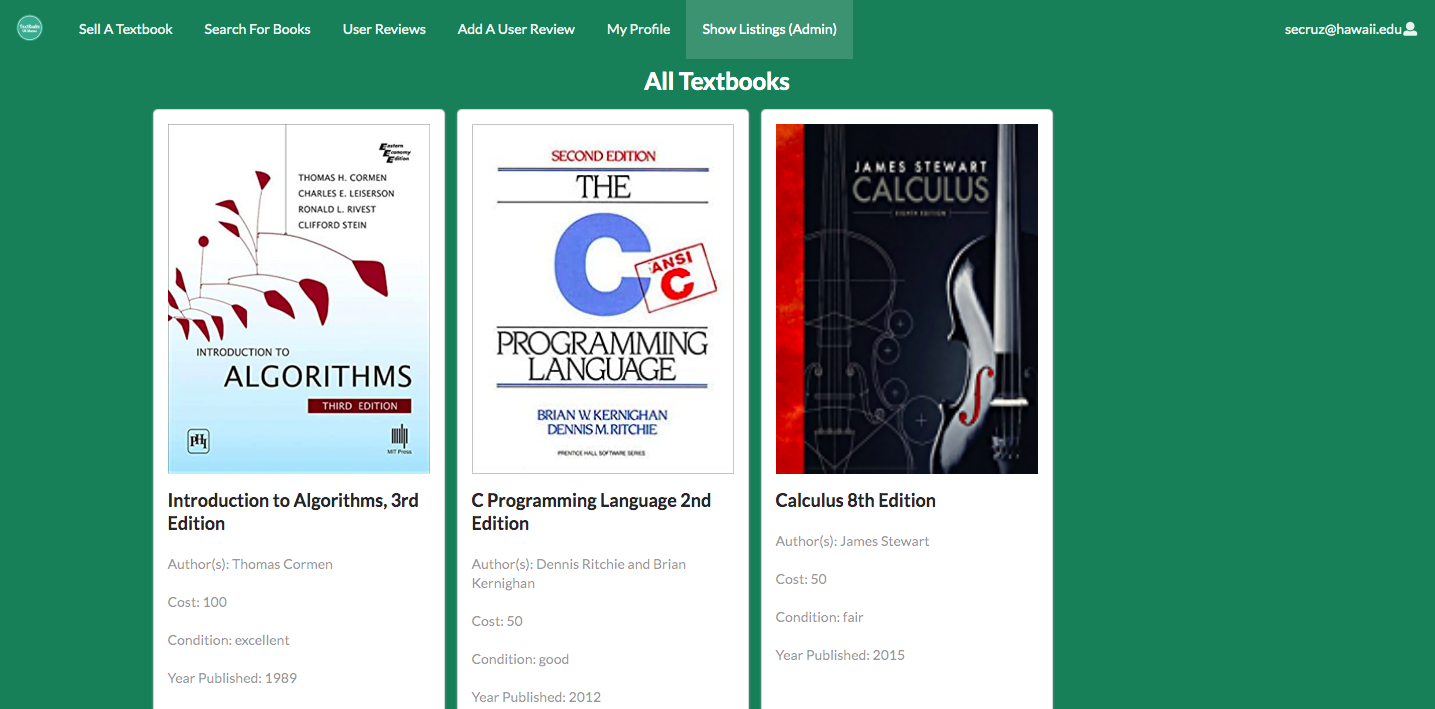 TextBooks
Sell A Textbook
Search For Books
User Reviews
Add A User Review
My Profile
Show Listings (Admin)
secruz@hawaii.edu
All Textbooks
Eastern
Economy
Edition
THOMAS H. CORMEN
CHARLES E. LEISERSON
RONALD L. RIVEST
CLIFFORD STEIN
INTRODUCTION TO
ALGORITHMS
THIRD EDITION
PHI
MIT Press
Introduction to Algorithms, 3rd
Edition
Author(s): Thomas Cormen
Cost: 100
Condition: excellent
Year Published: 1989
SECOND EDITION
THE
C
ANSI
C
PROGRAMMING
LANGUAGE
BRIAN W. KERNIGHAN
DENNIS M. RITCHIE
PRENTICE HALL SOFTWARE SERIES
C Programming Language 2nd
Edition
Author(s): Dennis Ritchie and Brian
Kernighan
Cost: 50
Condition: good
Year Published: 2012
JAMES STEWART
CALCULUS
EIGHTH EDITION
Calculus 8th Edition
Author(s): James Stewart
Cost: 50
Condition: fair
Year Published: 2015